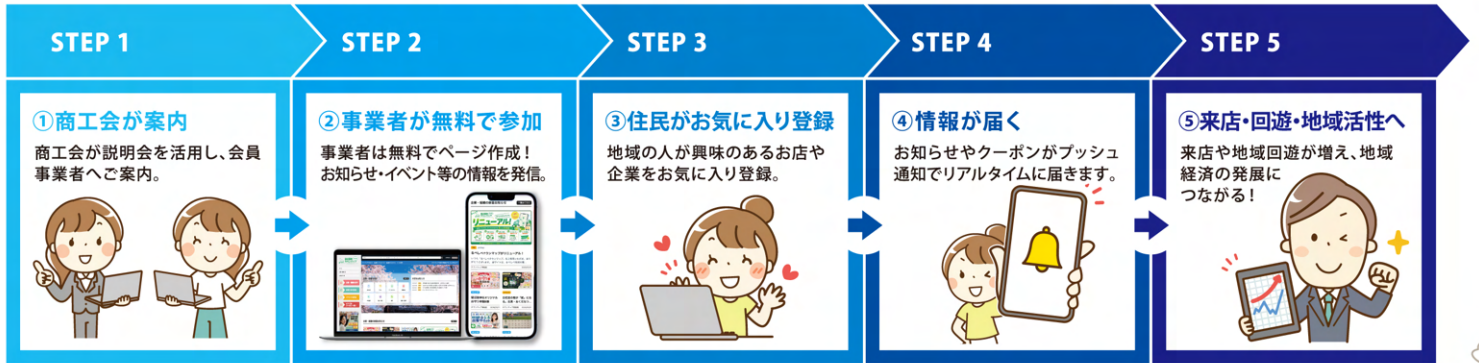 STEP 1
STEP 2
STEP 3
STEP 4
STEP 5
①商工会が案内
商工会が説明会を活用し、会員
事業者へご案内。
②事業者が無料で参加
事業者は無料でページ作成！
お知らせ・イベント等の情報を発信。
リニューアル！
③住民がお気に入り登録
地域の人が興味のあるお店や
企業をお気に入り登録。
④情報が届く
お知らせやクーポンがプッシュ
通知でリアルタイムに届きます。
⑤来店・回遊・地域活性へ
来店や地域回遊が増え、地域
経済の発展に
つながる！